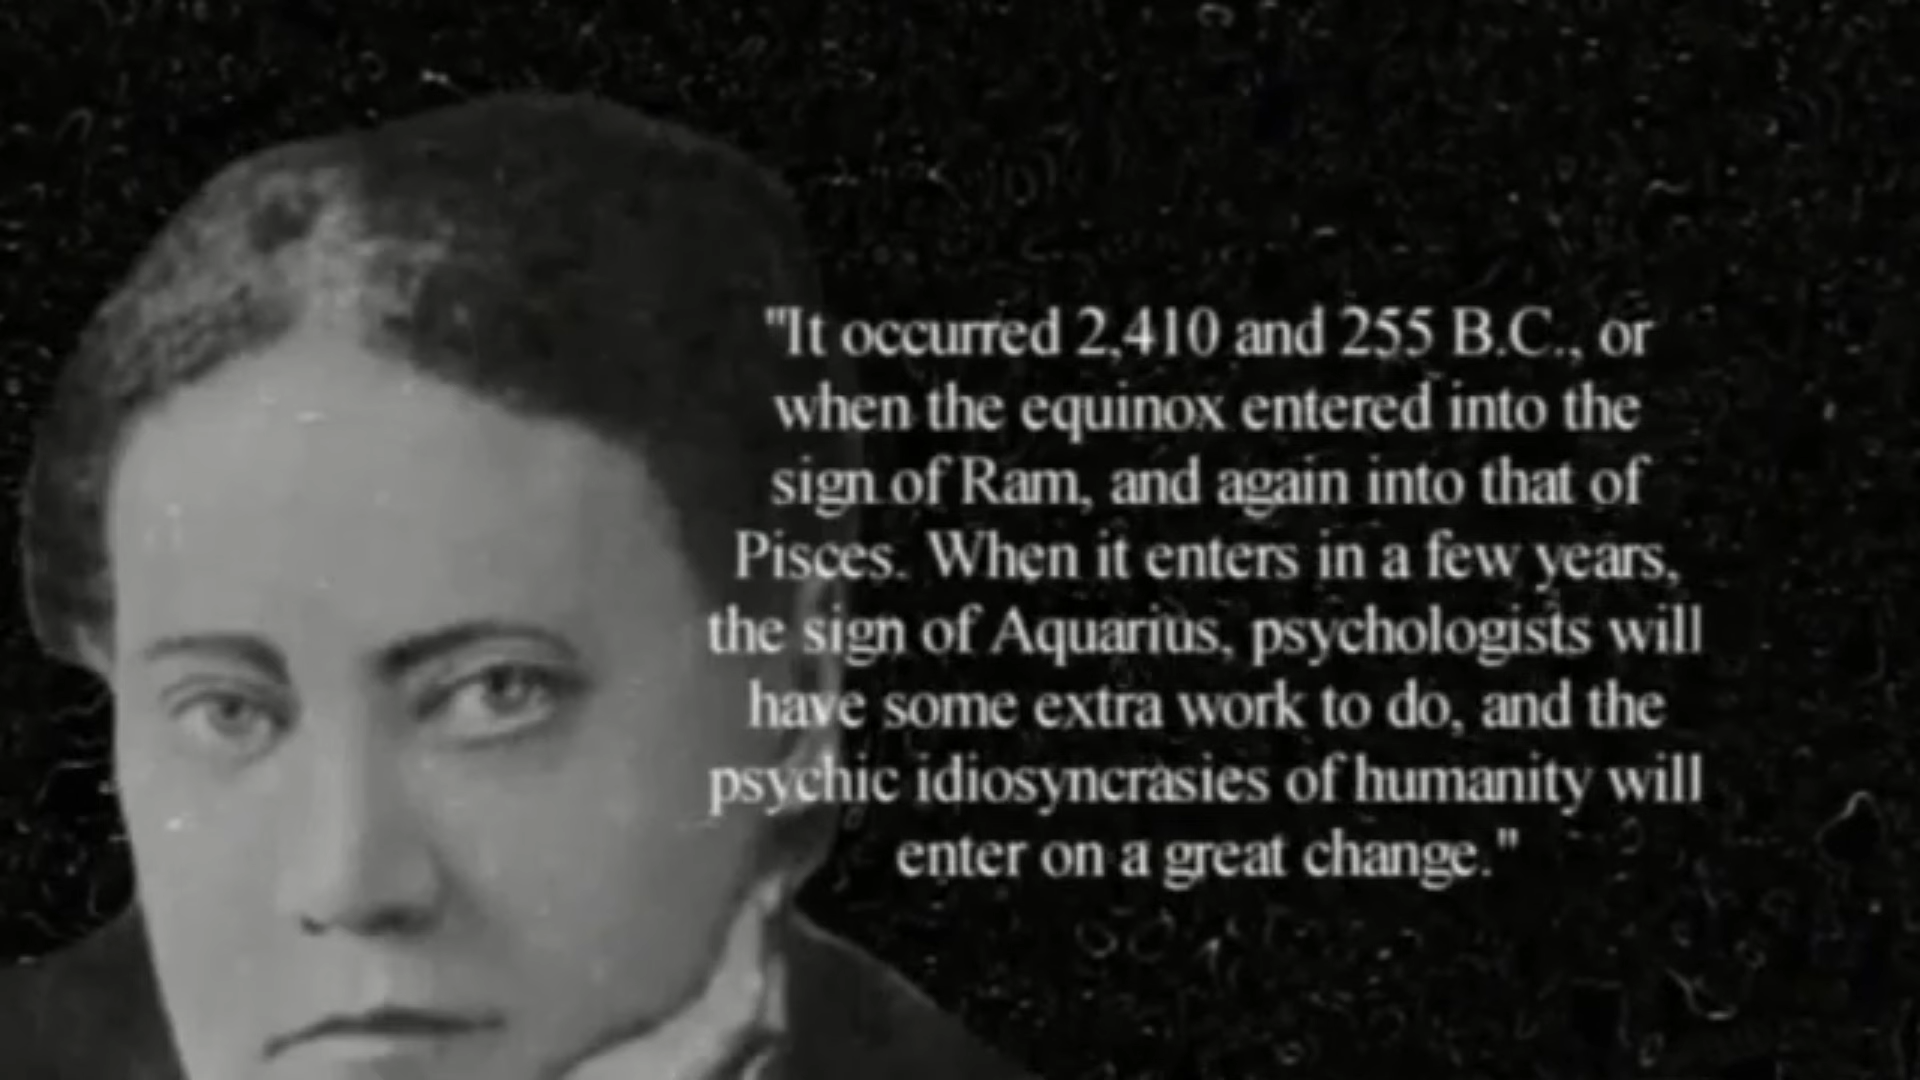 "It occurred 2,410 and 255 B.C., or
when the equinox entered into the
sign of Ram, and again into that of
Pisces. When it enters in a few years,
the sign of Aquarius, psychologists will
have some extra work to do, and the
psychic idiosyncrasies of humanity will
enter on a great change."